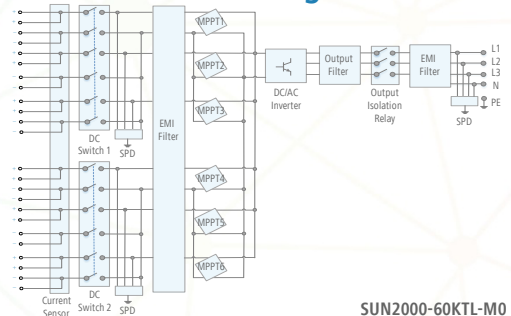 MPPT1
MPPT2
MPPT3
MPPT4
MPPT5
MPPT6
DC
Switch 1
SPD
EMI
Filter
DC/AC
Inverter
Output
Filter
Output
Isolation
Relay
EMI
Filter
L1
L2
L3
N
PE
SPD
Current
Sensor
DC
Switch 2
SPD
SUN2000-60KTL-M0